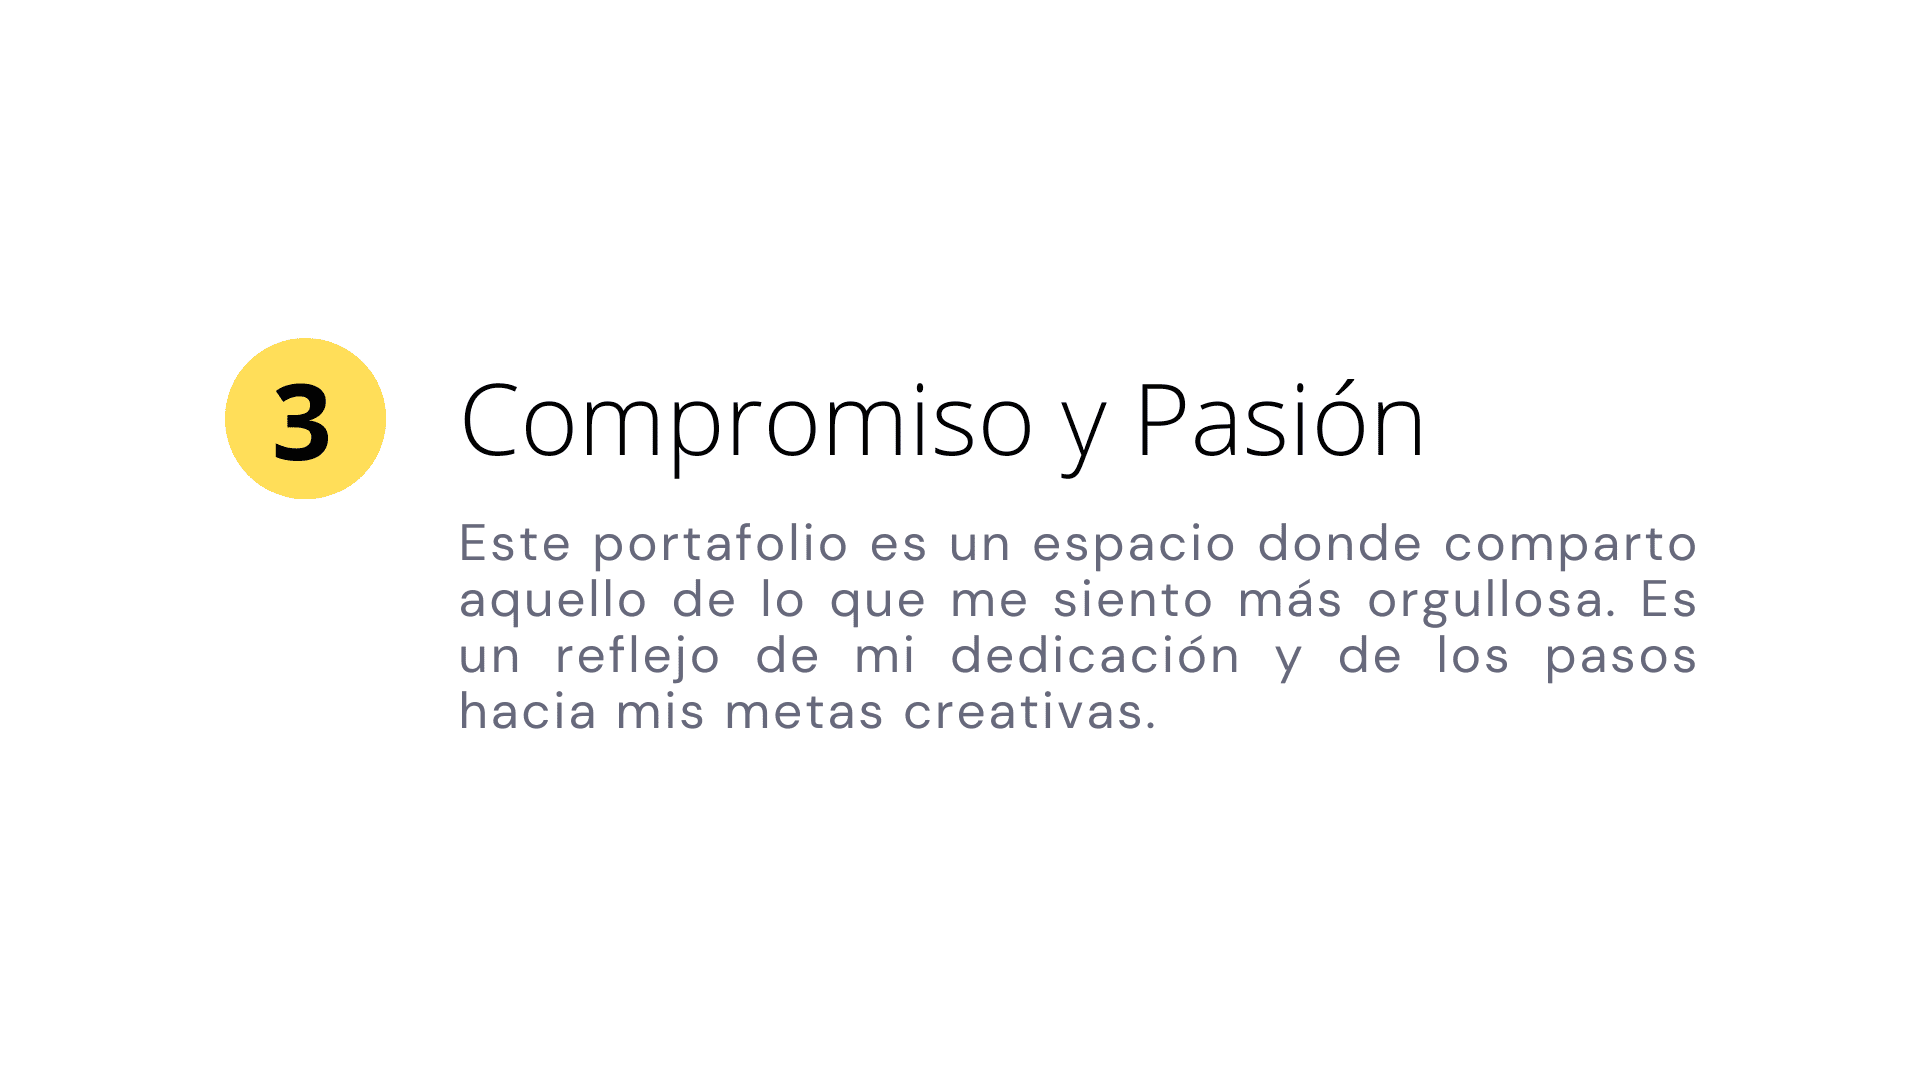 3
Compromiso y Pasión
Este portafolio es un espacio donde comparto
aquello de lo que me siento más orgullosa. Es
un reflejo de mi dedicación y de los pasos
hacia mis metas creativas.